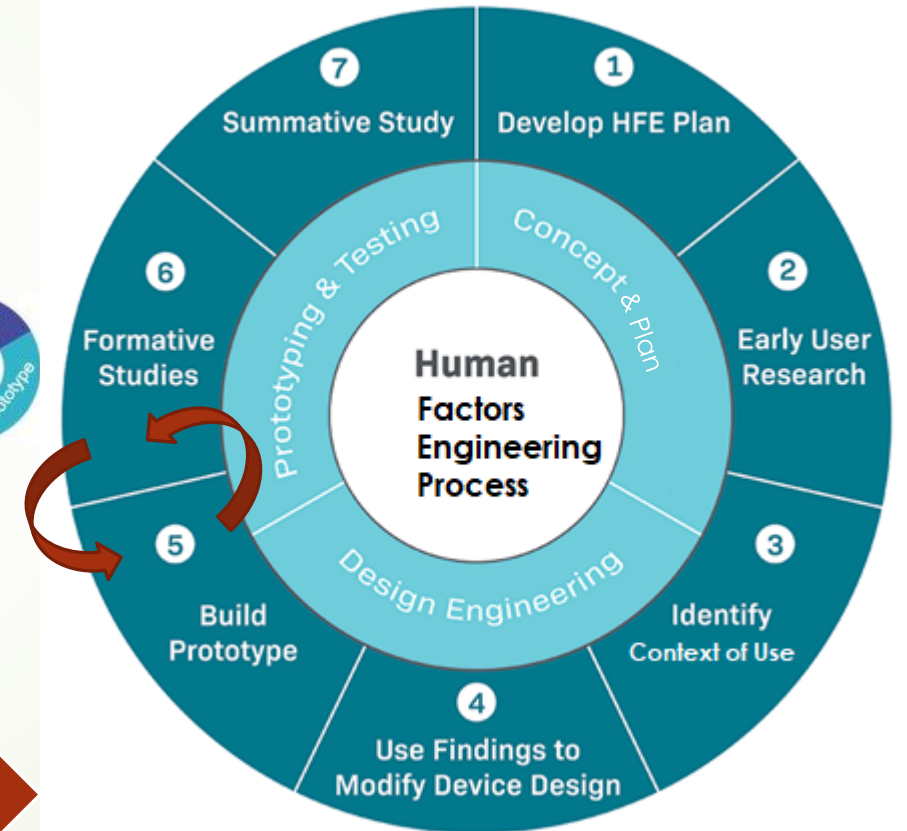 Human
Factors
Engineering
Process
Concept & Plan
Design Engineering
Prototyping & Testing
1
Develop HFE Plan
2
Early User
Research
3
Identify
Context of Use
4
Use Findings to
Modify Device Design
5
Build
Prototype
6
Formative
Studies
7
Summative Study